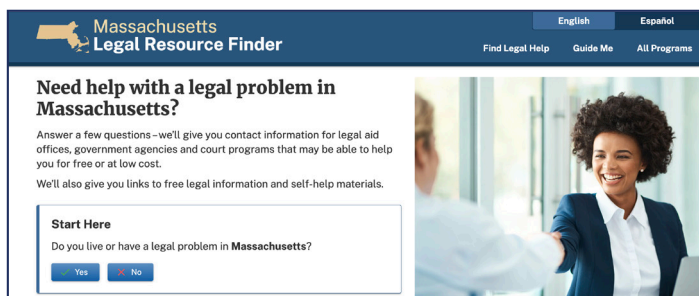 Massachusetts
Legal Resource Finder
English
Español
Find Legal Help
Guide Me
All Programs
Need help with a legal problem in
Massachusetts?
Answer a few questions – we'll give you contact information for legal aid
offices, government agencies and court programs that may be able to help
you for free or at low cost.
We'll also give you links to free legal information and self-help materials.
Start Here
Do you live or have a legal problem in Massachusetts?
Yes
No